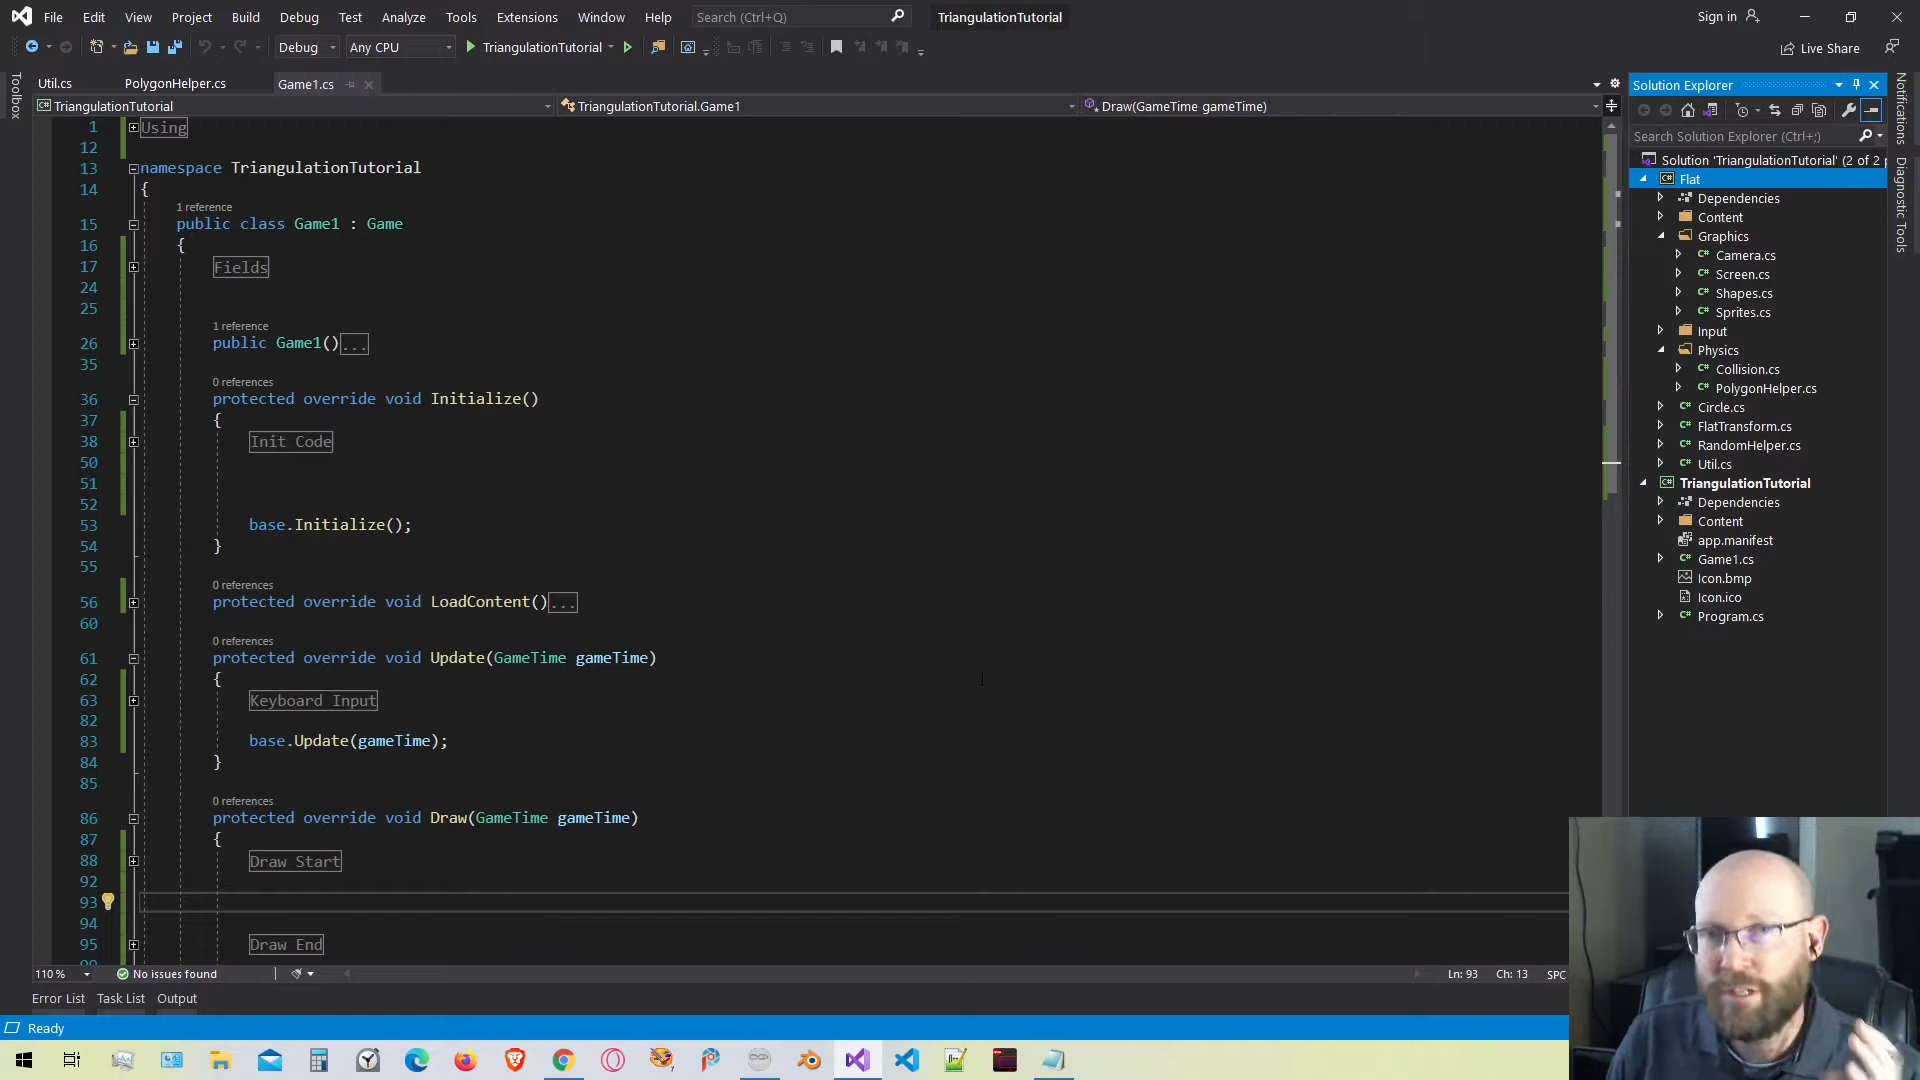 File Edit View Project Build Debug Test Analyze Tools Extensions Window Help Search (Ctrl+Q) TriangulationTutorial Sign in
Debug Any CPU TriangulationTutorial Live Share
Toolbox
Util.cs PolygonHelper.cs Game1.cs
TriangulationTutorial TriangulationTutorial.Game1 Draw(GameTime gameTime)
1 Using
12
13 namespace TriangulationTutorial
14 {
1 reference
15 public class Game1 : Game
16 {
17 Fields
24
25
1 reference
26 public Game1()...
35
0 references
36 protected override void Initialize()
37 {
38 Init Code
50
51
52
53 base.Initialize();
54 }
55
0 references
56 protected override void LoadContent()...
60
0 references
61 protected override void Update(GameTime gameTime)
62 {
63 Keyboard Input
82
83 base.Update(gameTime);
84 }
85
0 references
86 protected override void Draw(GameTime gameTime)
87 {
88 Draw Start
92
93
94
95 Draw End
110 % No issues found Ln: 93 Ch: 13 SPC
Error List Task List Output
Ready
Solution Explorer
Search Solution Explorer (Ctrl+;)
Solution 'TriangulationTutorial' (2 of 2
Flat
Dependencies
Content
Graphics
C# Camera.cs
C# Screen.cs
C# Shapes.cs
C# Sprites.cs
Input
Physics
C# Collision.cs
C# PolygonHelper.cs
C# Circle.cs
C# FlatTransform.cs
C# RandomHelper.cs
C# Util.cs
TriangulationTutorial
Dependencies
Content
app.manifest
C# Game1.cs
Icon.bmp
Icon.ico
C# Program.cs
Notifications
Diagnostic Tools